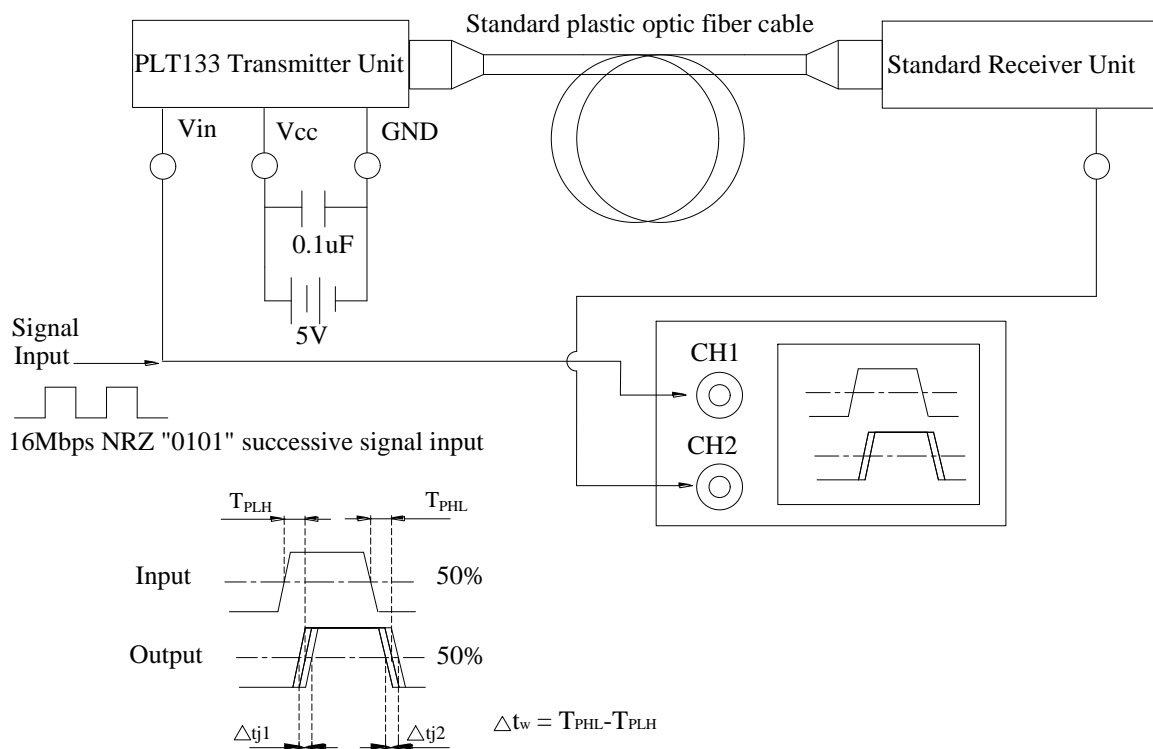 Standard plastic optic fiber cable
PLT133 Transmitter Unit
Standard Receiver Unit
Vin
Vcc
GND
0.1uF
5V
Signal
Input
CH1
CH2
16Mbps NRZ "0101" successive signal input
TPLH
TPHL
Input
50%
Output
50%
△tj1
△tj2
△tw = TPHL-TPLH